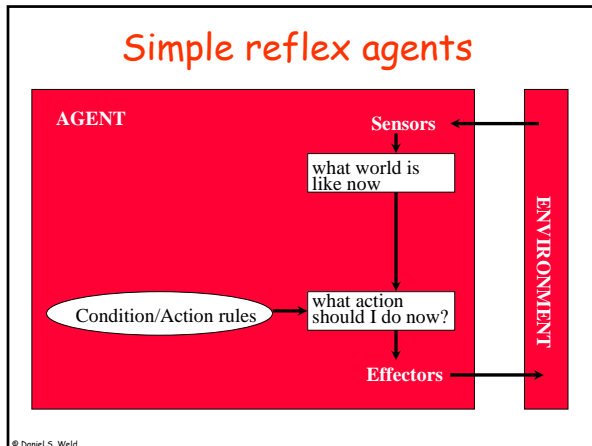 Simple reflex agents
AGENT
Sensors
what world is
like now
ENVIRONMENT
Condition/Action rules
what action
should I do now?
Effectors
© Daniel S. Weld